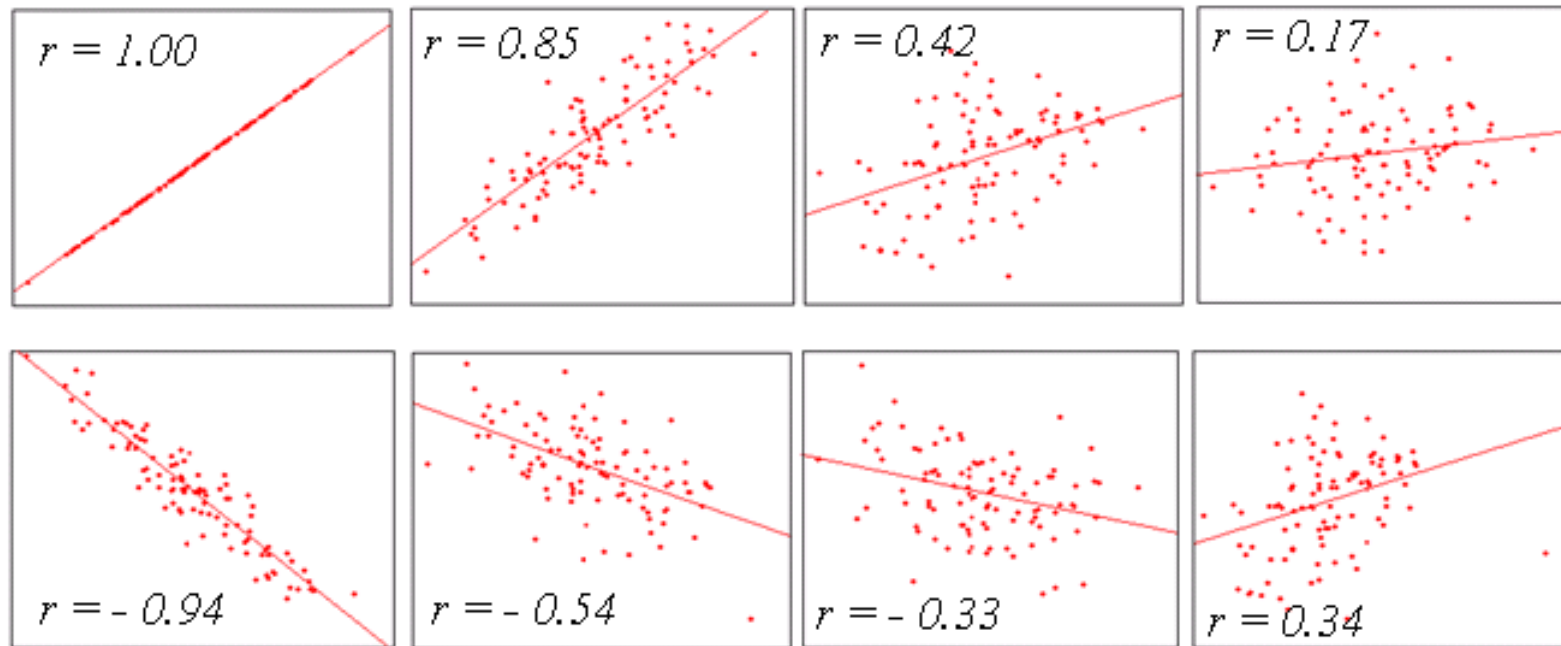 r = 1.00
r = 0.85
r = 0.42
r = 0.17
r = - 0.94
r = - 0.54
r = - 0.33
r = 0.34